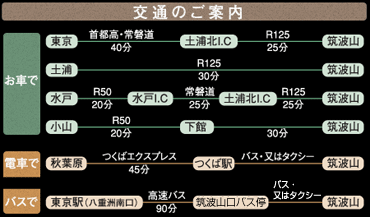 交通のご案内
お車で
東京 首都高・常磐道 40分 土浦北I.C R125 25分 筑波山
土浦 R125 30分 筑波山
水戸 R50 20分 水戸I.C 常磐道 25分 土浦北I.C R125 25分 筑波山
小山 R50 20分 下館 30分 筑波山
電車で
秋葉原 つくばエクスプレス 45分 つくば駅 バス・又はタクシー 筑波山
バスで
東京駅(八重洲南口) 高速バス 90分 筑波山口バス停 バス・又はタクシー 筑波山